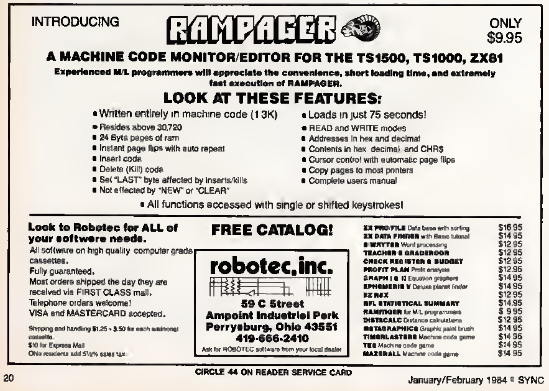 INTRODUCING
RAMPAGER
ONLY
$9.95
A MACHINE CODE MONITOR/EDITOR FOR THE TS1500, TS1000, ZX81
Experienced M/L programmers will appreciate the convenience, short loading time, and extremely
fast execution of RAMPAGER.
LOOK AT THESE FEATURES:
Written entirely in machine code (1.3K)
Resides above 30,720
24 Byte pages of ram
Instant page flips with auto repeat
Insert code
Delete (Kill) code
Set "LAST" byte affected by inserts/kills
Not effected by "NEW" or "CLEAR"
Loads in just 75 seconds!
READ and WRITE modes
Addresses in hex and decimal
Contents in hex, decimal, and CHR$
Cursor control with automatic page flips
Copy pages to most printers
Complete users manual
All functions accessed with single or shifted keystrokes!
Look to Robotec for ALL of
your software needs.
All software on high quality computer grade
cassettes.
Fully guaranteed.
Most orders shipped the day they are
received via FIRST CLASS mail.
Telephone orders welcome!
VISA and MASTERCARD accepted.
Shipping and handling $1.25 + $.50 for each additional
cassette.
$10 for Express Mail
Ohio residents add 5½% sales tax
FREE CATALOG!
robotec, inc.
59 C Street
Ampoint Industrial Park
Perrysburg, Ohio 43551
419-666-2410
Ask for ROBOTEC software from your local dealer
ZX PRO/FILE Data base with sorting $16.95
ZX DATA FINDER with Basic tutorial $14.95
Word processing $12.95
TEACHER'S GRADEBOOK $12.95
CHECK REGISTER & BUDGET $12.95
PROFIT PLAN Profit analysis $12.95
Equation graphers $14.95
Deluxe planet finder $14.95
$12.95
NFL STATISTICAL SUMMARY $14.95
for M/L programmers $ 9.95
DISTACALC Distance calculations $12.95
Graphic paint brush $14.95
TIMEBLASTERS Machine code game $14.95
Machine code game $14.95
MAZEBALL Machine code game $14.95
CIRCLE 44 ON READER SERVICE CARD
20
January/February 1984 SYNC